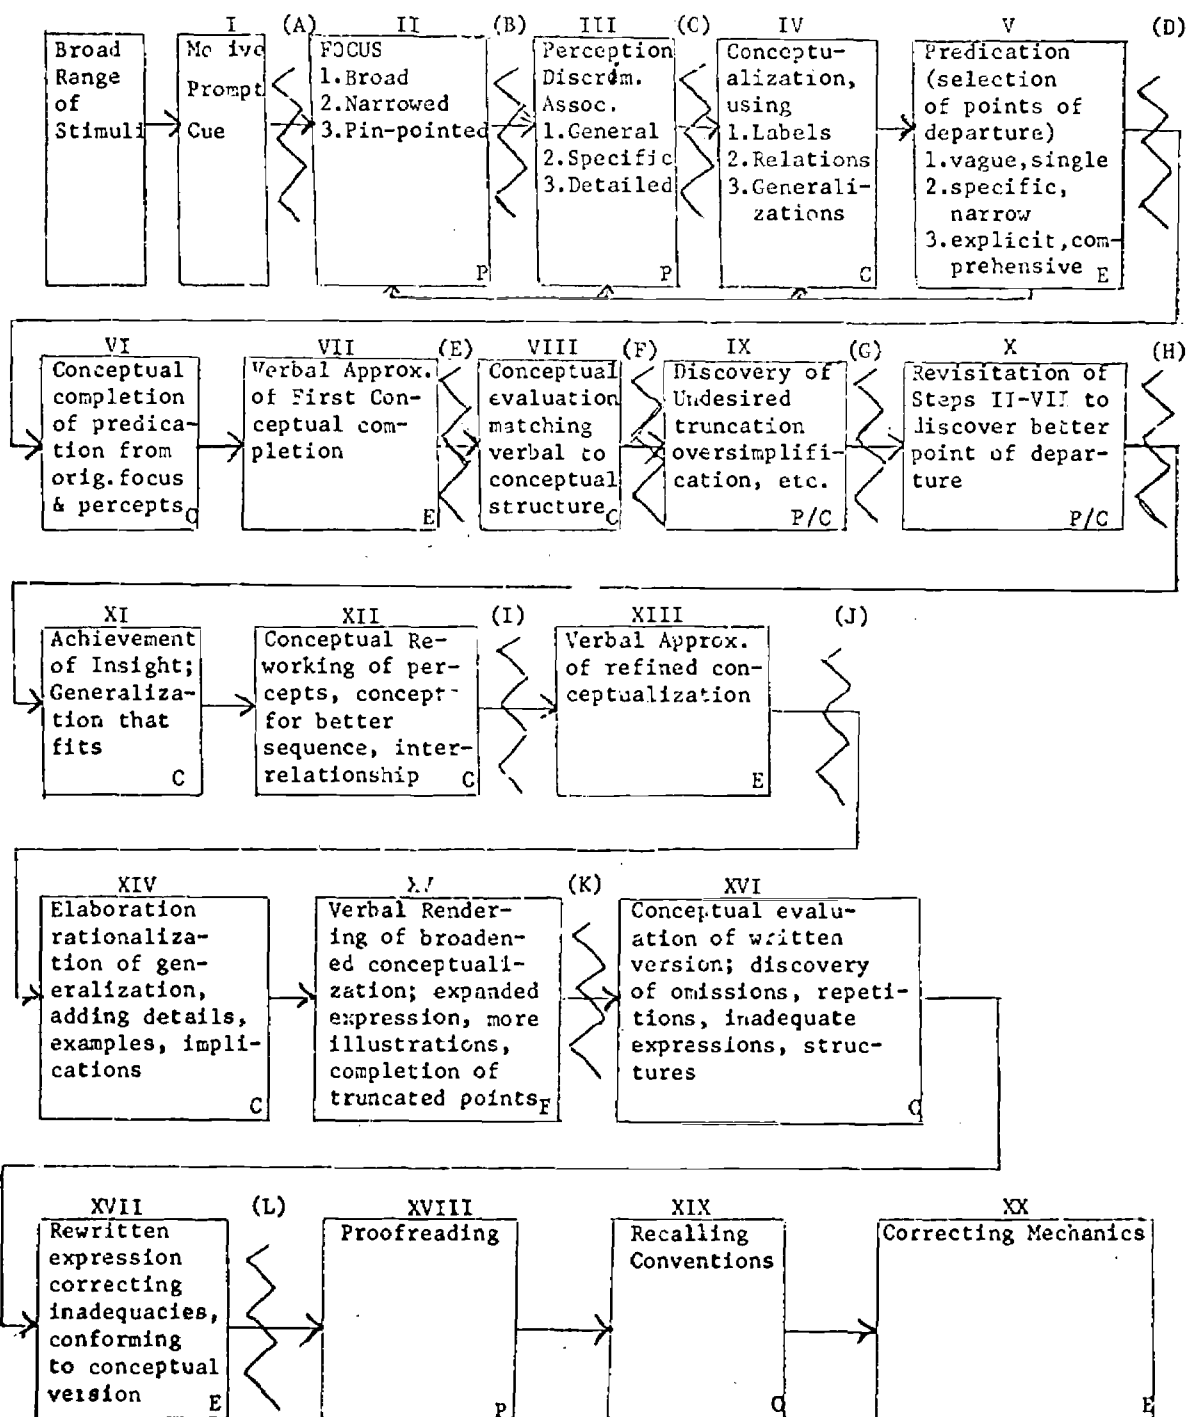 I (A) II (B) III (C) IV V (D)
Broad
Range
of
Stimuli
Prompt
Cue
FOCUS
1.Broad
2.Narrowed
3.Pin-pointed
P
Perception
Discrim.
Assoc.
1.General
2.Specific
3.Detailed
P
Conceptu-
alization,
using
1.Labels
2.Relations
3.Generali-
zations
C
Predication
(selection
of points of
departure)
1.vague,single
2.specific,
narrow
3.explicit,com-
prehensive
E
VI VII (E) VIII (F) IX (G) X (H)
Conceptual
completion
of predica-
tion from
orig.focus
& percepts
C
Verbal Approx.
of First Con-
ceptual com-
pletion
E
Conceptual
evaluation
matching
verbal to
conceptual
structure
C
Discovery of
Undesired
truncation
oversimplifi-
cation, etc.
P/C
Revisitation of
Steps II-VII to
discover better
point of depar-
ture
P/C
XI XII (I) XIII (J)
Achievement
of Insight;
Generaliza-
tion that
fits
C
Conceptual Re-
working of per-
cepts, concept-
for better
sequence, inter-
relationship
C
Verbal Approx.
of refined con-
ceptualization
E
XIV (K) XVI
Elaboration
rationaliza-
tion of gen-
eralization,
adding details,
examples, impli-
cations
C
Verbal Render-
ing of broaden-
ed conceptuali-
zation; expanded
expression, more
illustrations,
completion of
truncated points
Conceptual evalu-
ation of written
version; discovery
of omissions, repeti-
tions, inadequate
expressions, struc-
tures
C
XVII (L) XVIII XIX XX
Rewritten
expression
correcting
inadequacies,
conforming
to conceptual
version
E
Proofreading
P
Recalling
Conventions
C
Correcting Mechanics
E